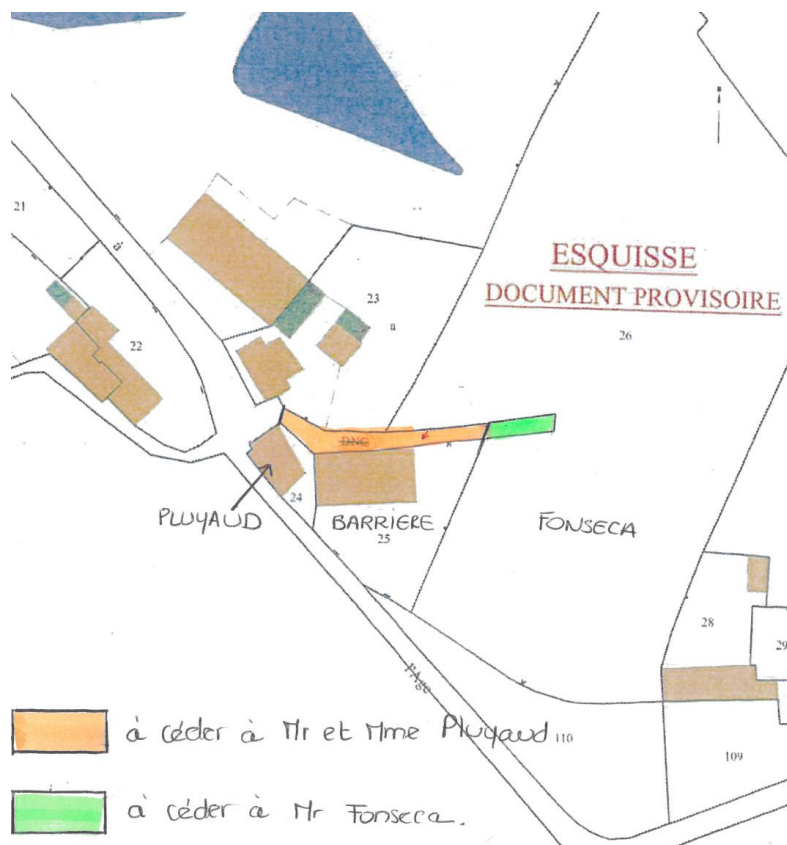 21
22
23
a
ESQUISSE
DOCUMENT PROVISOIRE
26
DNC
24
PLUYAUD
BARRIERE
25
FONSECA
28
29
l'Age
à céder à Mr et Mme Pluyaud
110
109
à céder à Mr Fonseca.